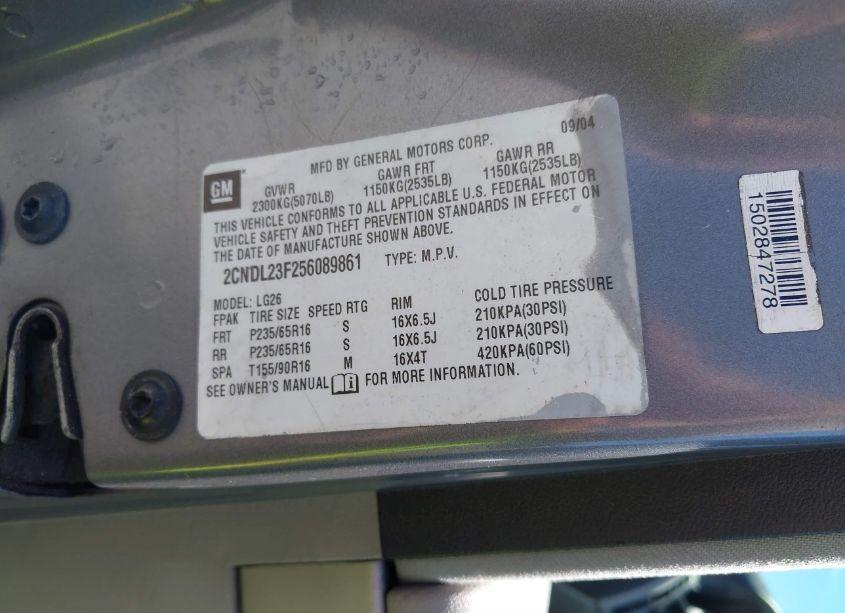 MFD BY GENERAL MOTORS CORP. 09/04
GM
GVWR GAWR FRT GAWR RR
2300KG(5070LB) 1150KG(2535LB) 1150KG(2535LB)
THIS VEHICLE CONFORMS TO ALL APPLICABLE U.S. FEDERAL MOTOR
VEHICLE SAFETY AND THEFT PREVENTION STANDARDS IN EFFECT ON
THE DATE OF MANUFACTURE SHOWN ABOVE.
2CNDL23F256089861 TYPE: M.P.V.
MODEL: LG26
FPAK TIRE SIZE SPEED RTG RIM COLD TIRE PRESSURE
FRT P235/65R16 S 16X6.5J 210KPA(30PSI)
RR P235/65R16 S 16X6.5J 210KPA(30PSI)
SPA T155/90R16 M 16X4T 420KPA(60PSI)
SEE OWNER'S MANUAL i FOR MORE INFORMATION.
1502847278